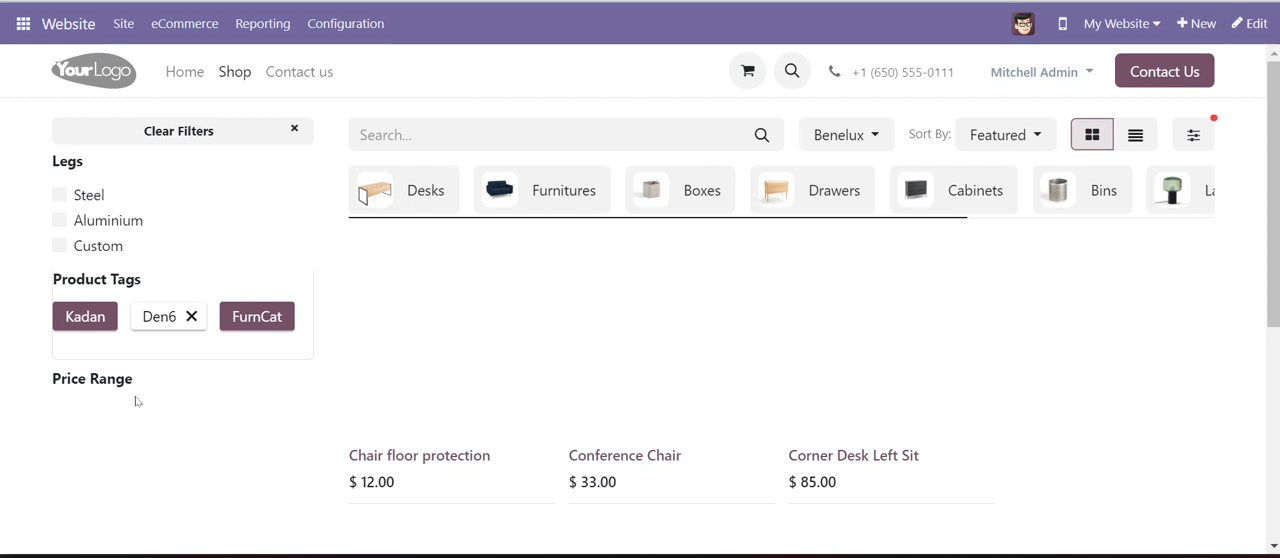 Website Site eCommerce Reporting Configuration My Website + New Edit
YourLogo Home Shop Contact us +1 (650) 555-0111 Mitchell Admin Contact Us
Clear Filters ×
Search... Benelux Sort By: Featured
Legs
Steel
Aluminium
Custom
Desks Furnitures Boxes Drawers Cabinets Bins La
Product Tags
Kadan Den6 × FurnCat
Price Range
Chair floor protection Conference Chair Corner Desk Left Sit
$ 12.00 $ 33.00 $ 85.00